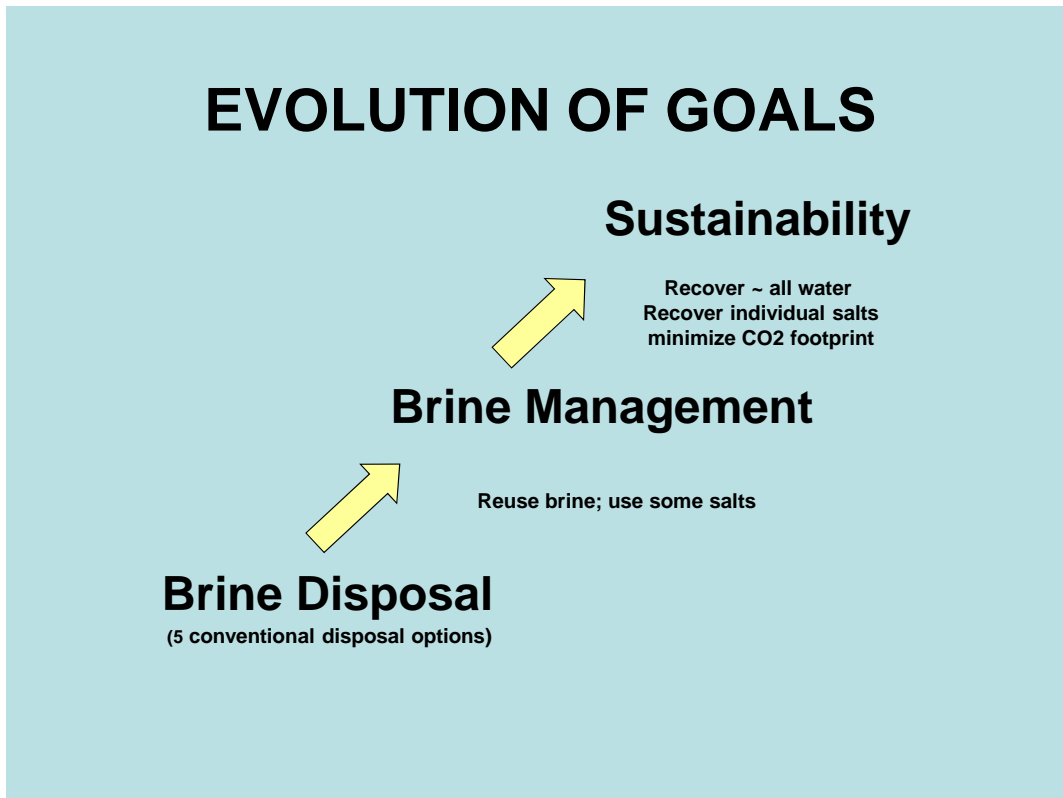 EVOLUTION OF GOALS
Sustainability
Recover ~ all water
Recover individual salts
minimize CO2 footprint
Brine Management
Reuse brine; use some salts
Brine Disposal
(5 conventional disposal options)